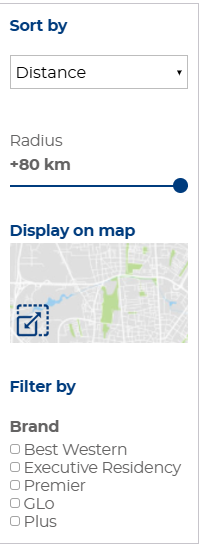 Sort by
Distance
Radius
+80 km
Display on map
Filter by
Brand
Best Western
Executive Residency
Premier
GLo
Plus